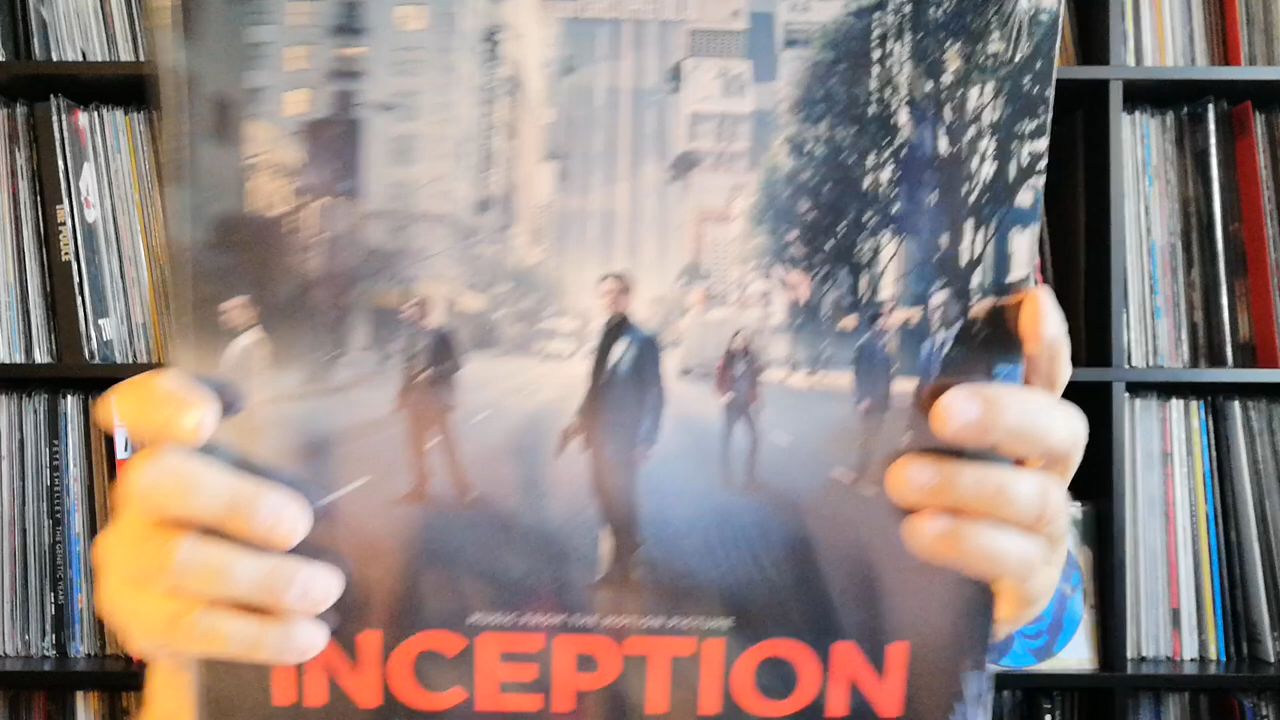 THE POLICE
PETE SHELLEY THE GENETIC YEARS
MUSIC FROM THE MOTION PICTURE
INCEPTION